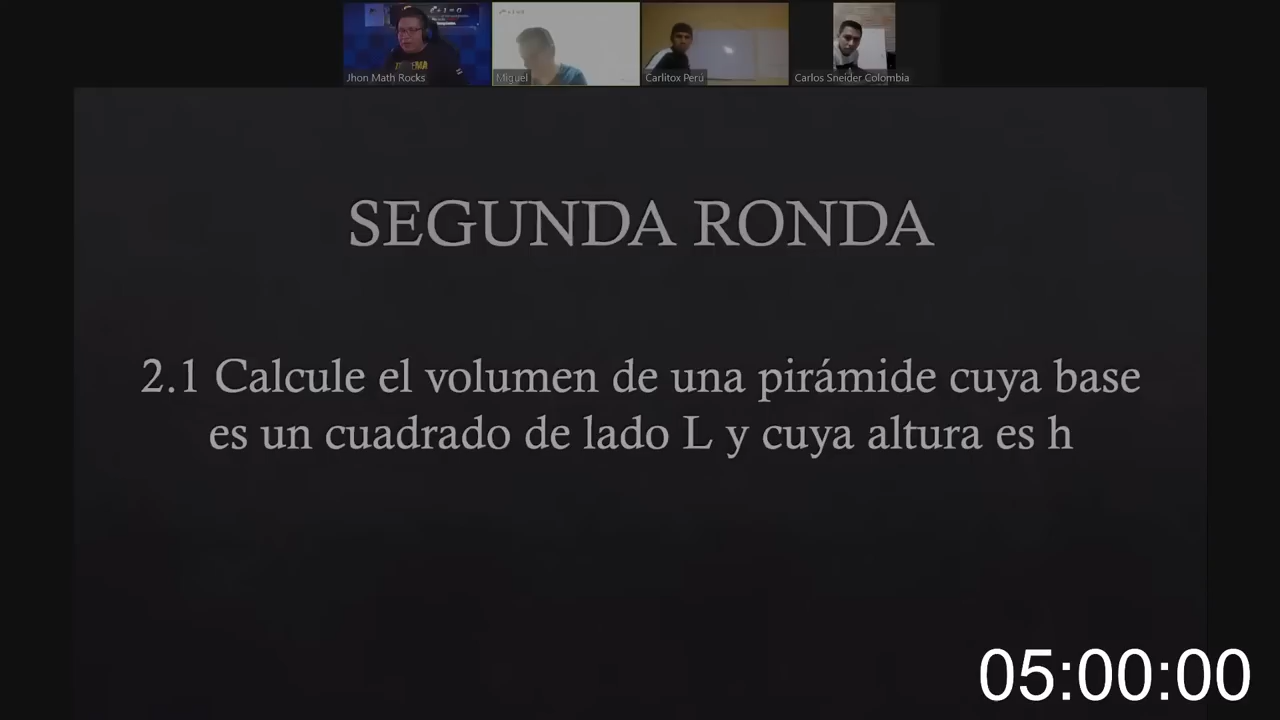 Jhon Math Rocks
Miguel
Carlitox Perú
Carlos Sneider Colombia
SEGUNDA RONDA
2.1 Calcule el volumen de una pirámide cuya base
es un cuadrado de lado L y cuya altura es h
05:00:00